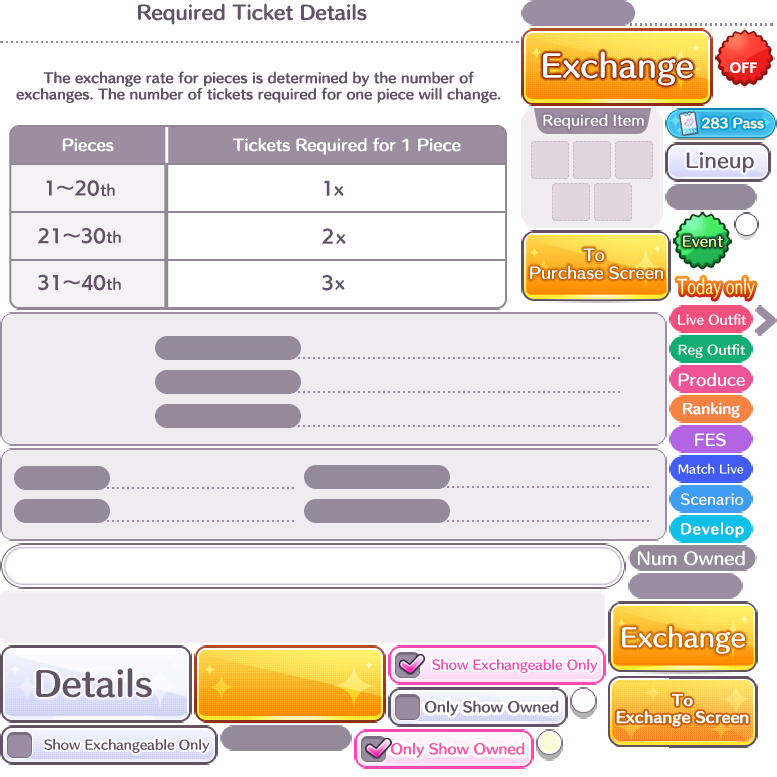 Required Ticket Details
The exchange rate for pieces is determined by the number of
exchanges. The number of tickets required for one piece will change.
Pieces
Tickets Required for 1 Piece
1～20th
1x
21～30th
2x
31～40th
3x
Exchange
OFF
Required Item
283 Pass
Lineup
Event
To
Purchase Screen
Today only
Live Outfit
Reg Outfit
Produce
Ranking
FES
Match Live
Scenario
Develop
Num Owned
Exchange
Details
Show Exchangeable Only
Only Show Owned
To
Exchange Screen
Show Exchangeable Only
Only Show Owned